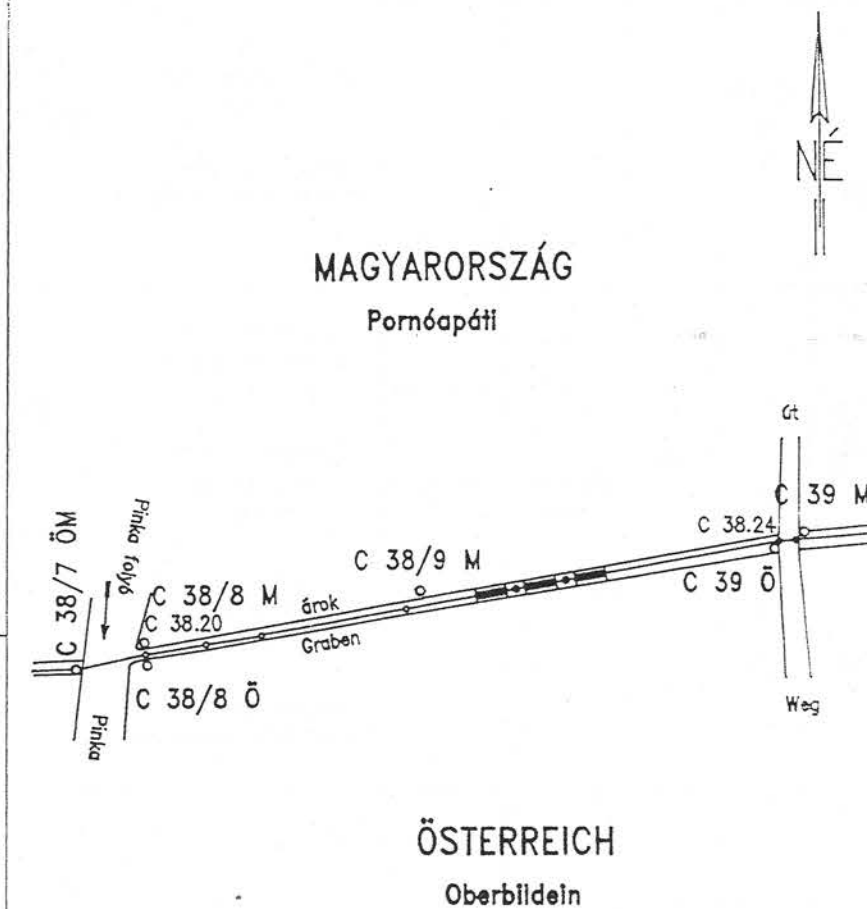 NÉ
MAGYARORSZÁG
Pornóapáti
út
C 39 M
C 38.24
C 38/9 M
C 39 Ö
C 38/7 ÖM
Pinka folyó
C 38/8 M
C 38.20
árok
Graben
C 38/8 Ö
Pinka
Weg
ÖSTERREICH
Oberbildein